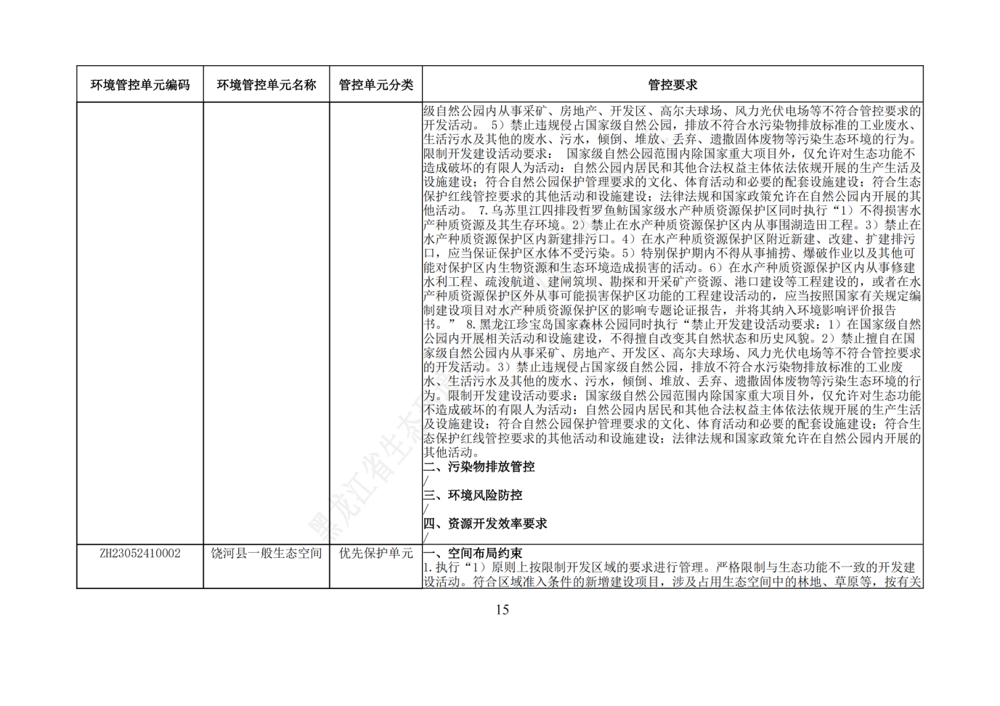 环境管控单元编码 环境管控单元名称 管控单元分类 管控要求
级自然公园内从事采矿、房地产、开发区、高尔夫球场、风力光伏电场等不符合管控要求的
开发活动。 5）禁止违规侵占国家级自然公园，排放不符合水污染物排放标准的工业废水、
生活污水及其他的废水、污水，倾倒、堆放、丢弃、遗撒固体废物等污染生态环境的行为。
限制开发建设活动要求： 国家级自然公园范围内除国家重大项目外，仅允许对生态功能不
造成破坏的有限人为活动：自然公园内居民和其他合法权益主体依法依规开展的生产生活及
设施建设；符合自然公园保护管理要求的文化、体育活动和必要的配套设施建设；符合生态
保护红线管控要求的其他活动和设施建设；法律法规和国家政策允许在自然公园内开展的其
他活动。 7.乌苏里江四排段哲罗鱼鲂国家级水产种质资源保护区同时执行“1）不得损害水
产种质资源及其生存环境。2）禁止在水产种质资源保护区内从事围湖造田工程。3）禁止在
水产种质资源保护区内新建排污口。4）在水产种质资源保护区附近新建、改建、扩建排污
口，应当保证保护区水体不受污染。5）特别保护期内不得从事捕捞、爆破作业以及其他可
能对保护区内生物资源和生态环境造成损害的活动。6）在水产种质资源保护区内从事修建
水利工程、疏浚航道、建闸筑坝、勘探和开采矿产资源、港口建设等工程建设的，或者在水
产种质资源保护区外从事可能损害保护区功能的工程建设活动的，应当按照国家有关规定编
制建设项目对水产种质资源保护区的影响专题论证报告，并将其纳入环境影响评价报告
书。” 8.黑龙江珍宝岛国家森林公园同时执行“禁止开发建设活动要求：1）在国家级自然
公园内开展相关活动和设施建设，不得擅自改变其自然状态和历史风貌。2）禁止擅自在国
家级自然公园内从事采矿、房地产、开发区、高尔夫球场、风力光伏电场等不符合管控要求
的开发活动。3）禁止违规侵占国家级自然公园，排放不符合水污染物排放标准的工业废
水、生活污水及其他的废水、污水，倾倒、堆放、丢弃、遗撒固体废物等污染生态环境的行
为。限制开发建设活动要求：国家级自然公园范围内除国家重大项目外，仅允许对生态功能
不造成破坏的有限人为活动：自然公园内居民和其他合法权益主体依法依规开展的生产生活
及设施建设；符合自然公园保护管理要求的文化、体育活动和必要的配套设施建设；符合生
态保护红线管控要求的其他活动和设施建设；法律法规和国家政策允许在自然公园内开展的
其他活动。
二、污染物排放管控
/
三、环境风险防控
/
四、资源开发效率要求
/
ZH23052410002 饶河县一般生态空间 优先保护单元 一、空间布局约束
1.执行“1）原则上按限制开发区域的要求进行管理。严格限制与生态功能不一致的开发建
设活动。符合区域准入条件的新增建设项目，涉及占用生态空间中的林地、草原等，按有关
15
黑龙江省生态环